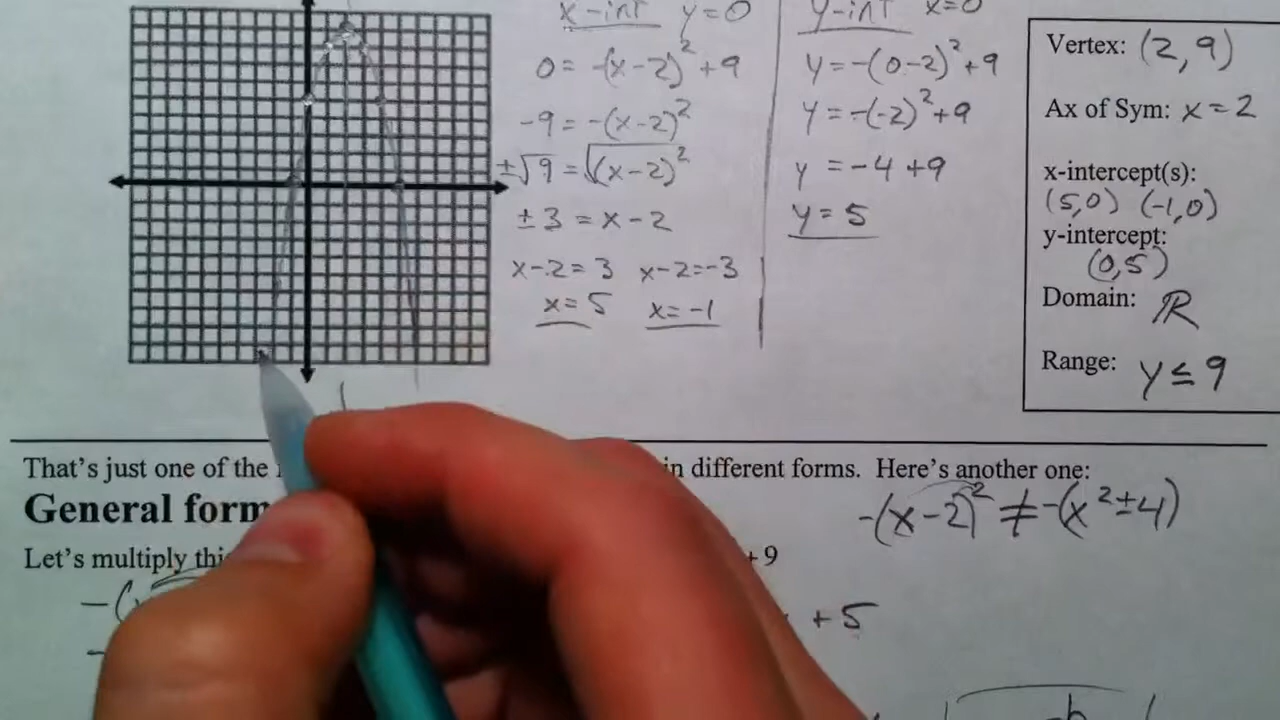 x-int y=0
0 = -(x-2)² + 9
-9 = -(x-2)²
±√9 = √(x-2)²
±3 = x-2
x-2=3 x-2=-3
x=5 x=-1
y-int x=0
y=-(0-2)²+9
y=-(-2)²+9
y=-4+9
y=5
Vertex: (2,9)
Ax of Sym: x=2
x-intercept(s):
(5,0) (-1,0)
y-intercept:
(0,5)
Domain: ℝ
Range: y≤9
That's just one of the in different forms. Here's another one:
General form
-(x-2)² ≠ -(x²±4)
Let's multiply + 9
+5
-b